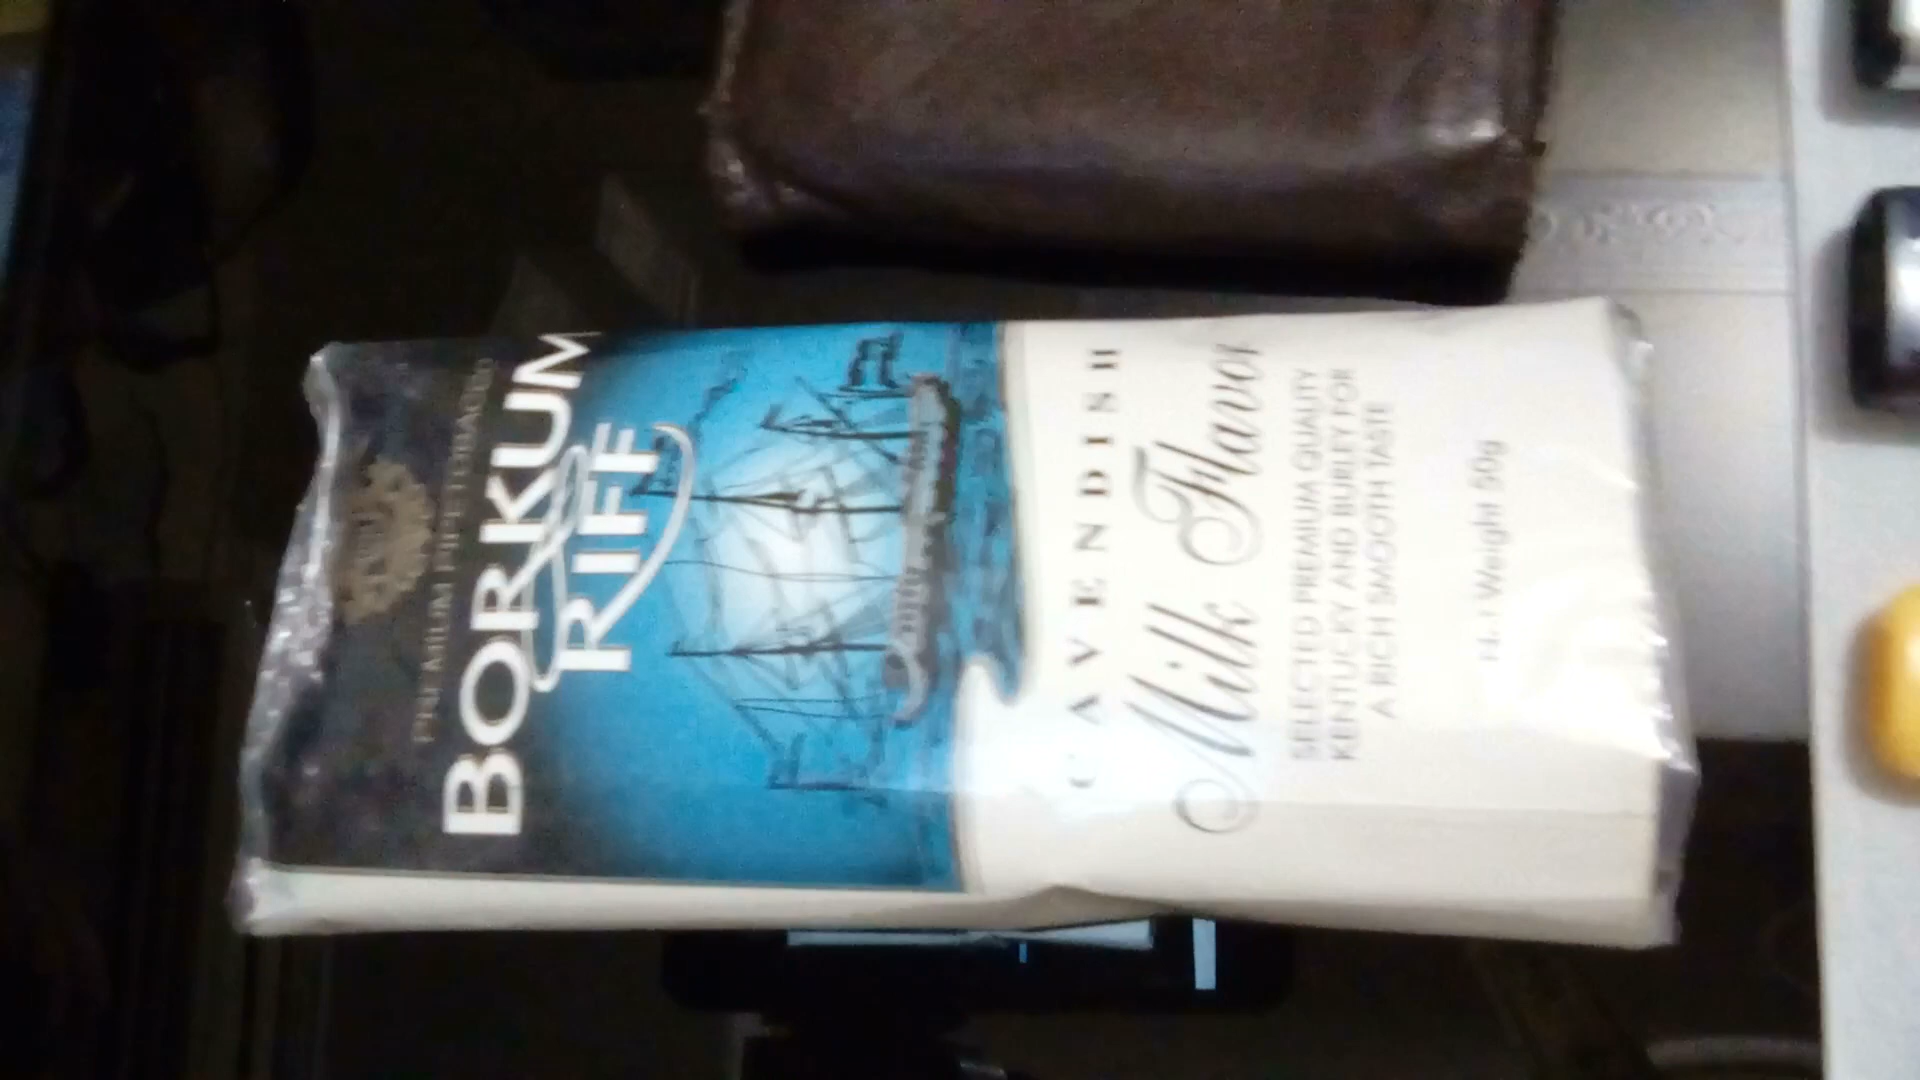 PREMIUM PIPE TOBACCO
BORKUM
RIFF
CAVENDISH
Milk Flavor
SELECTED PREMIUM QUALITY
KENTUCKY AND BURLEY FOR
A RICH SMOOTH TASTE
Weight 50g